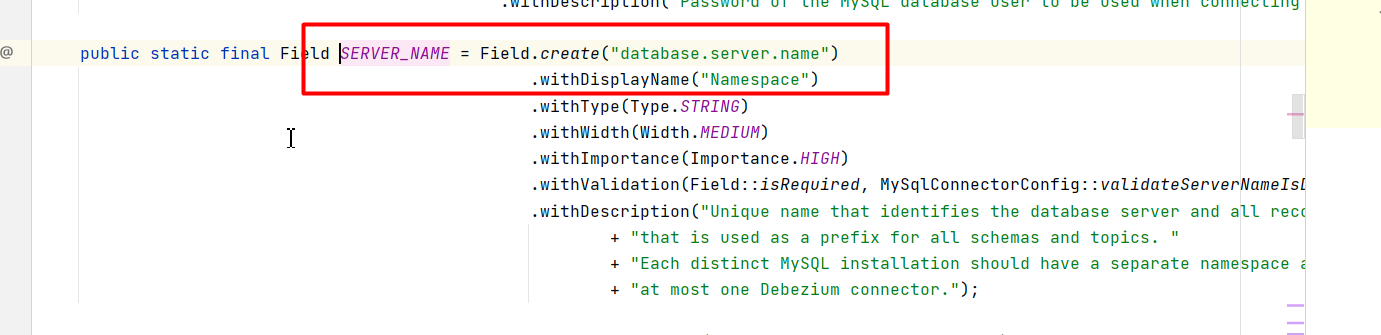 .withDescription("Password of the MySQL database user to be used when connecting
@ public static final Field SERVER_NAME = Field.create("database.server.name")
.withDisplayName("Namespace")
.withType(Type.STRING)
.withWidth(Width.MEDIUM)
.withImportance(Importance.HIGH)
.withValidation(Field::isRequired, MySqlConnectorConfig::validateServerNameIsD
.withDescription("Unique name that identifies the database server and all reco
+ "that is used as a prefix for all schemas and topics. "
+ "Each distinct MySQL installation should have a separate namespace a
+ "at most one Debezium connector.");